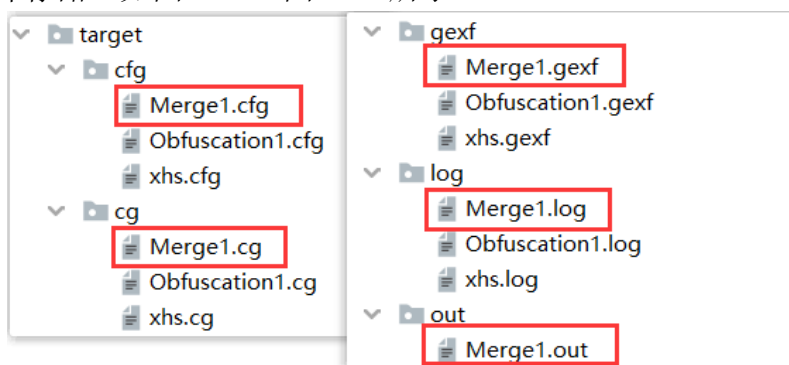 target
cfg
Merge1.cfg
Obfuscation1.cfg
xhs.cfg
cg
Merge1.cg
Obfuscation1.cg
xhs.cg
gexf
Merge1.gexf
Obfuscation1.gexf
xhs.gexf
log
Merge1.log
Obfuscation1.log
xhs.log
out
Merge1.out